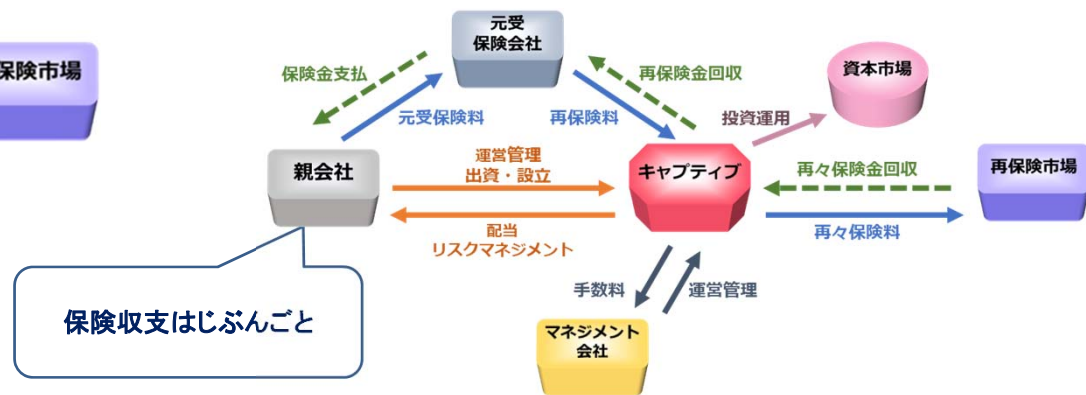 元受
保険会社
資本市場
保険市場
保険金支払
再保険金回収
元受保険料
再保険料
投資運用
親会社
運営管理
出資・設立
キャプティブ
再々保険金回収
再保険市場
配当
リスクマネジメント
再々保険料
保険収支はじぶんごと
手数料
運営管理
マネジメント
会社